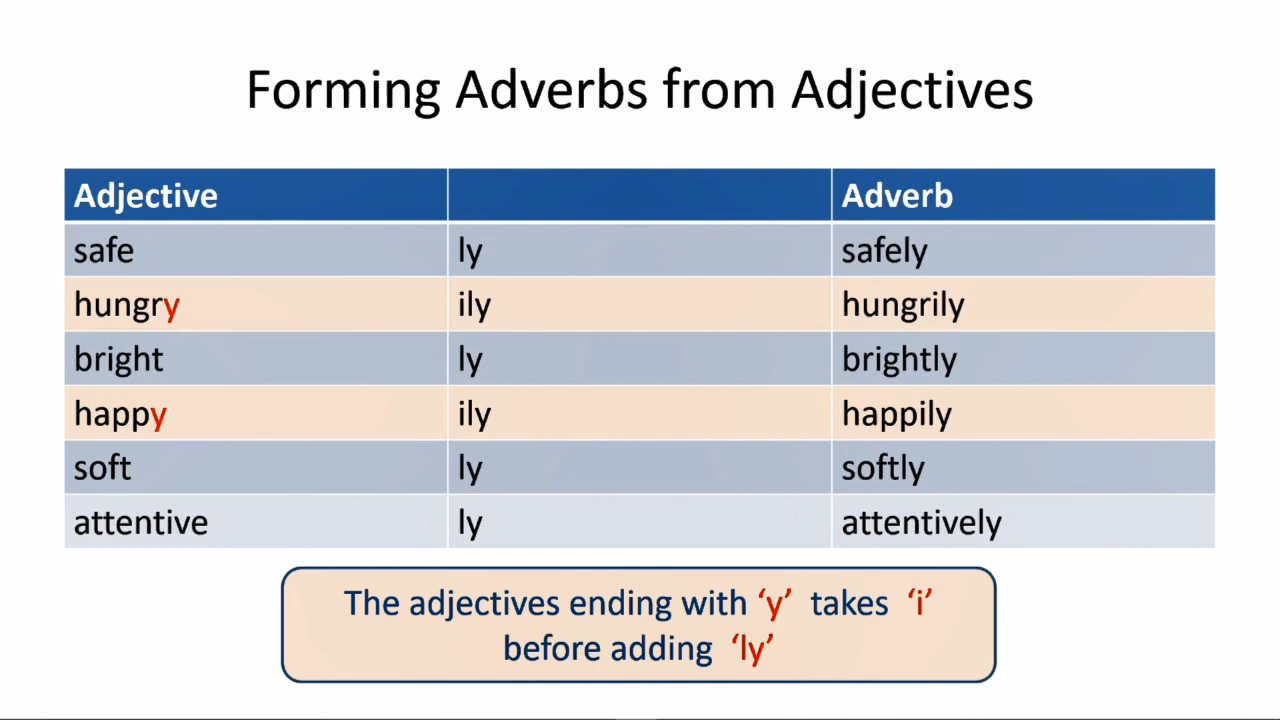 Forming Adverbs from Adjectives
Adjective Adverb
safe ly safely
hungry ily hungrily
bright ly brightly
happy ily happily
soft ly softly
attentive ly attentively
The adjectives ending with ‘y’ takes ‘i’
before adding ‘ly’